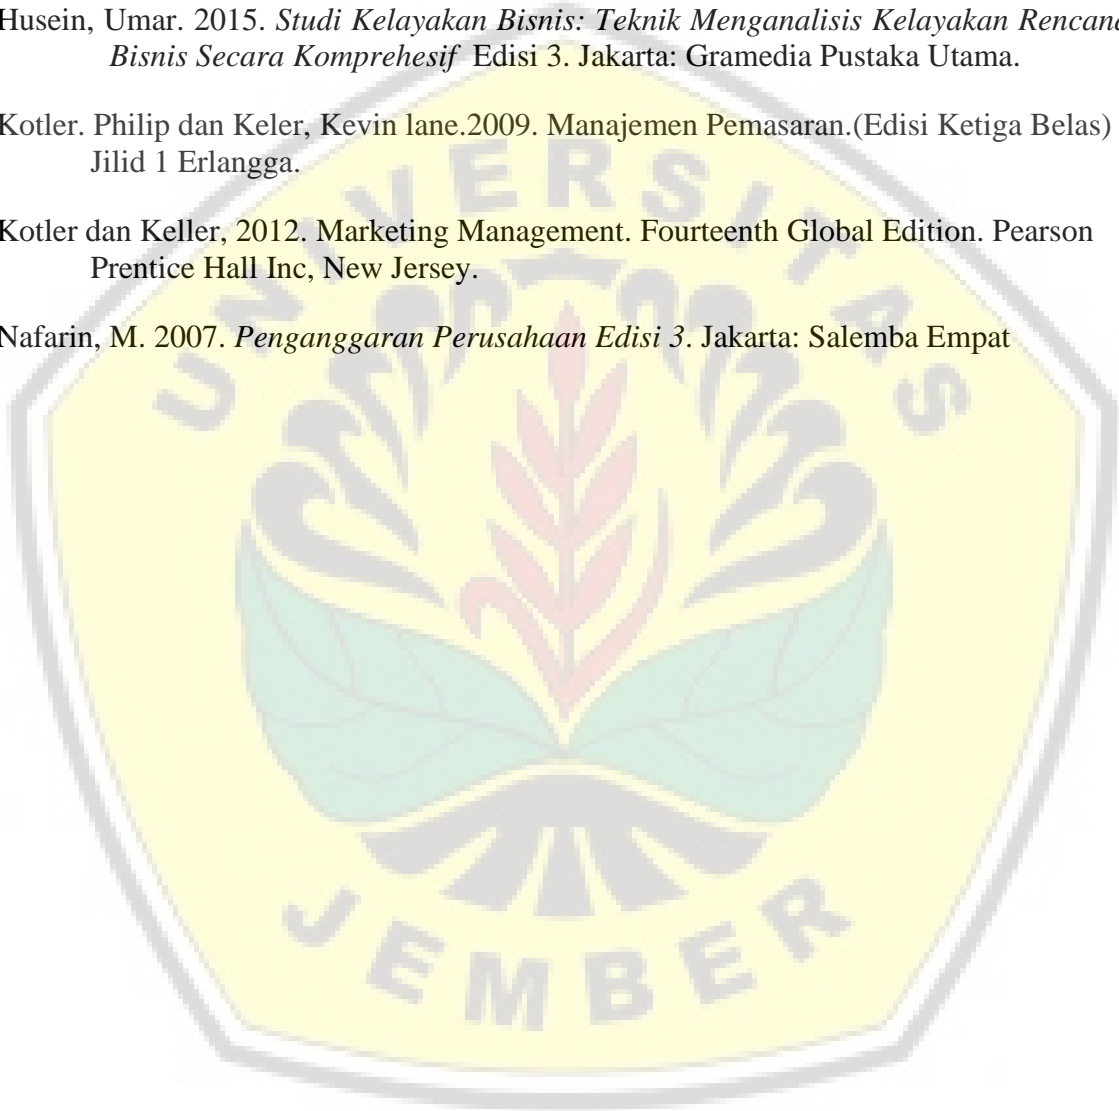 Husein, Umar. 2015. Studi Kelayakan Bisnis: Teknik Menganalisis Kelayakan Rencana
Bisnis Secara Komprehesif Edisi 3. Jakarta: Gramedia Pustaka Utama.
Kotler. Philip dan Keler, Kevin lane.2009. Manajemen Pemasaran.(Edisi Ketiga Belas)
Jilid 1 Erlangga.
Kotler dan Keller, 2012. Marketing Management. Fourteenth Global Edition. Pearson
Prentice Hall Inc, New Jersey.
Nafarin, M. 2007. Penganggaran Perusahaan Edisi 3. Jakarta: Salemba Empat
UNIVERSITAS
JEMBER